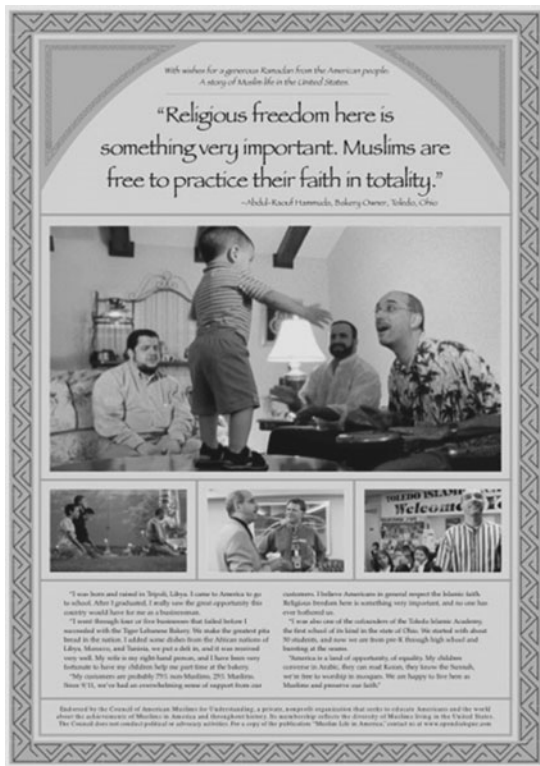 With wishes for a generous Ramadan from the American people.
A story of Muslim life in the United States.
“Religious freedom here is
something very important. Muslims are
free to practice their faith in totality.”
~Abdul-Raouf Hammuda, Bakery Owner, Toledo, Ohio
TOLEDO ISLAM
Welcome
“I was born and raised in Tripoli, Libya. I came to America to go
to school. After I graduated, I really saw the great opportunity this
country would have for me as a businessman.
“I went through four or five businesses that failed before I
succeeded with the Tiger Lebanese Bakery. We make the greatest pita
bread in the nation. I added some dishes from the African nations of
Libya, Morocco, and Tunisia, we put a deli in, and it was received
very well. My wife is my right-hand person, and I have been very
fortunate to have my children help me part time at the bakery.
“My customers are probably 75% non-Muslims, 25% Muslims.
Since 9/11, we’ve had an overwhelming sense of support from our
customers. I believe Americans in general respect the Islamic faith.
Religious freedom here is something very important, and no one has
ever bothered us.
“I was also one of the cofounders of the Toledo Islamic Academy,
the first school of its kind in the state of Ohio. We started with about
30 students, and now we are from pre-K through high school and
bursting at the seams.
“America is a land of opportunity, of equality. My children
converse in Arabic, they can read Koran, they know the Sunnah,
we’re free to worship in mosques. We are happy to live here as
Muslims and preserve our faith.”
Endorsed by the Council of American Muslims for Understanding, a private, nonprofit organization that seeks to educate Americans and the world
about the achievements of Muslims in America and throughout history. Its membership reflects the diversity of Muslims living in the United States.
The Council does not conduct political or advocacy activities. For a copy of the publication “Muslim Life in America,” contact us at www.opendialogue.com